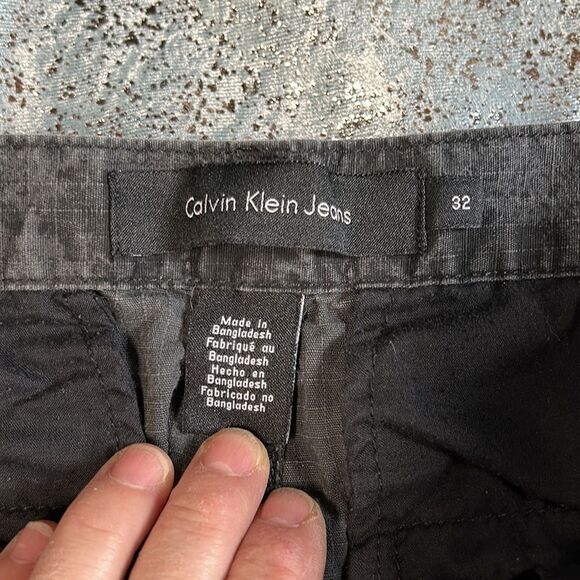 Calvin Klein Jeans
32
Made in
Bangladesh
Fabriqué au
Bangladesh
Hecho en
Bangladesh
Fabricado no
Bangladesh